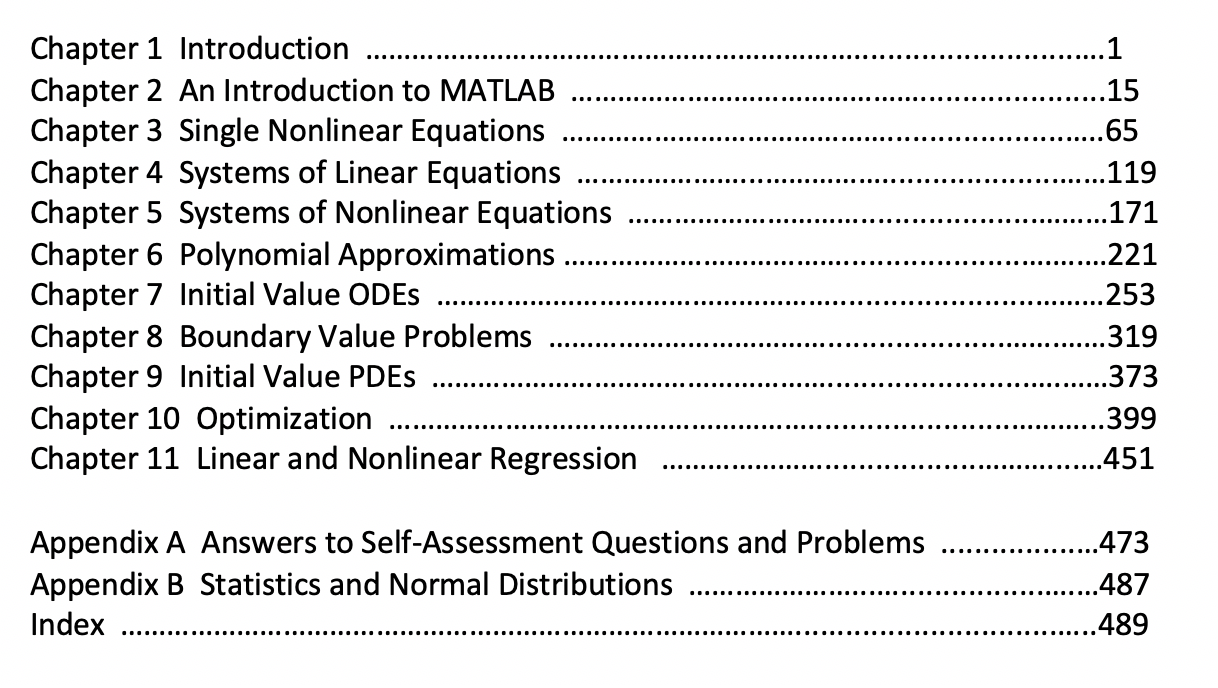 Chapter 1 Introduction ........................................................................................1
Chapter 2 An Introduction to MATLAB ................................................................15
Chapter 3 Single Nonlinear Equations .................................................................65
Chapter 4 Systems of Linear Equations ...............................................................119
Chapter 5 Systems of Nonlinear Equations .........................................................171
Chapter 6 Polynomial Approximations .................................................................221
Chapter 7 Initial Value ODEs ................................................................................253
Chapter 8 Boundary Value Problems ...................................................................319
Chapter 9 Initial Value PDEs .................................................................................373
Chapter 10 Optimization ......................................................................................399
Chapter 11 Linear and Nonlinear Regression .....................................................451
Appendix A Answers to Self-Assessment Questions and Problems ...................473
Appendix B Statistics and Normal Distributions .................................................487
Index .....................................................................................................................489